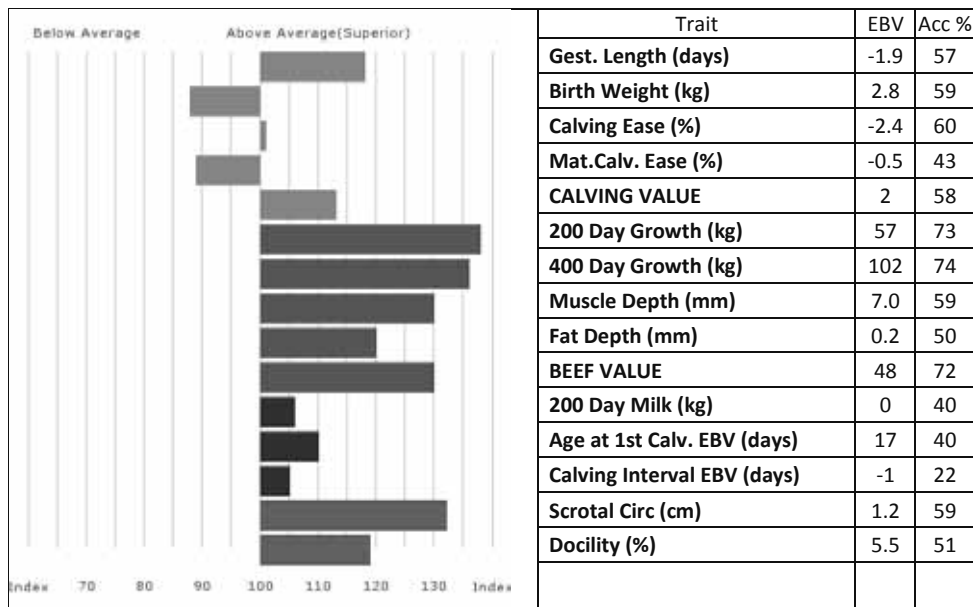 Below Average Above Average(Superior)
Index 70 80 90 100 110 120 130 Index
Trait EBV Acc %
Gest. Length (days) -1.9 57
Birth Weight (kg) 2.8 59
Calving Ease (%) -2.4 60
Mat.Calv. Ease (%) -0.5 43
CALVING VALUE 2 58
200 Day Growth (kg) 57 73
400 Day Growth (kg) 102 74
Muscle Depth (mm) 7.0 59
Fat Depth (mm) 0.2 50
BEEF VALUE 48 72
200 Day Milk (kg) 0 40
Age at 1st Calv. EBV (days) 17 40
Calving Interval EBV (days) -1 22
Scrotal Circ (cm) 1.2 59
Docility (%) 5.5 51